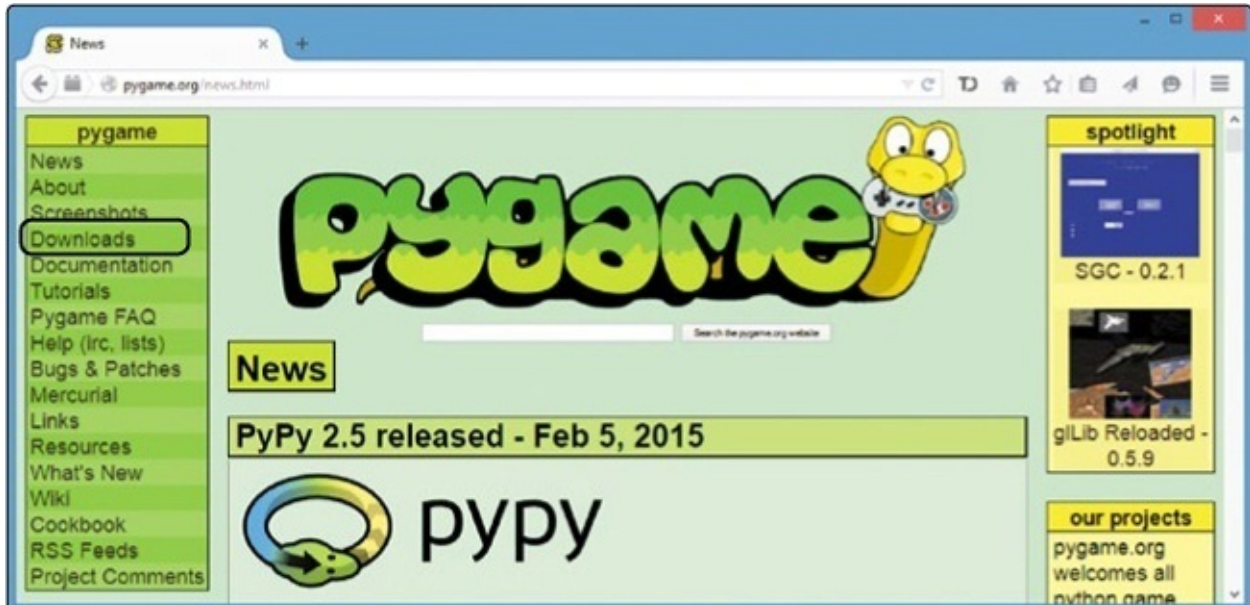 News
pygame.org/news.html
pygame
News
About
Screenshots
Downloads
Documentation
Tutorials
Pygame FAQ
Help (irc, lists)
Bugs & Patches
Mercurial
Links
Resources
What's New
Wiki
Cookbook
RSS Feeds
Project Comments
pygame
Search the pygame.org website
News
PyPy 2.5 released - Feb 5, 2015
pypy
spotlight
SGC - 0.2.1
glLib Reloaded -
0.5.9
our projects
pygame.org
welcomes all
python game